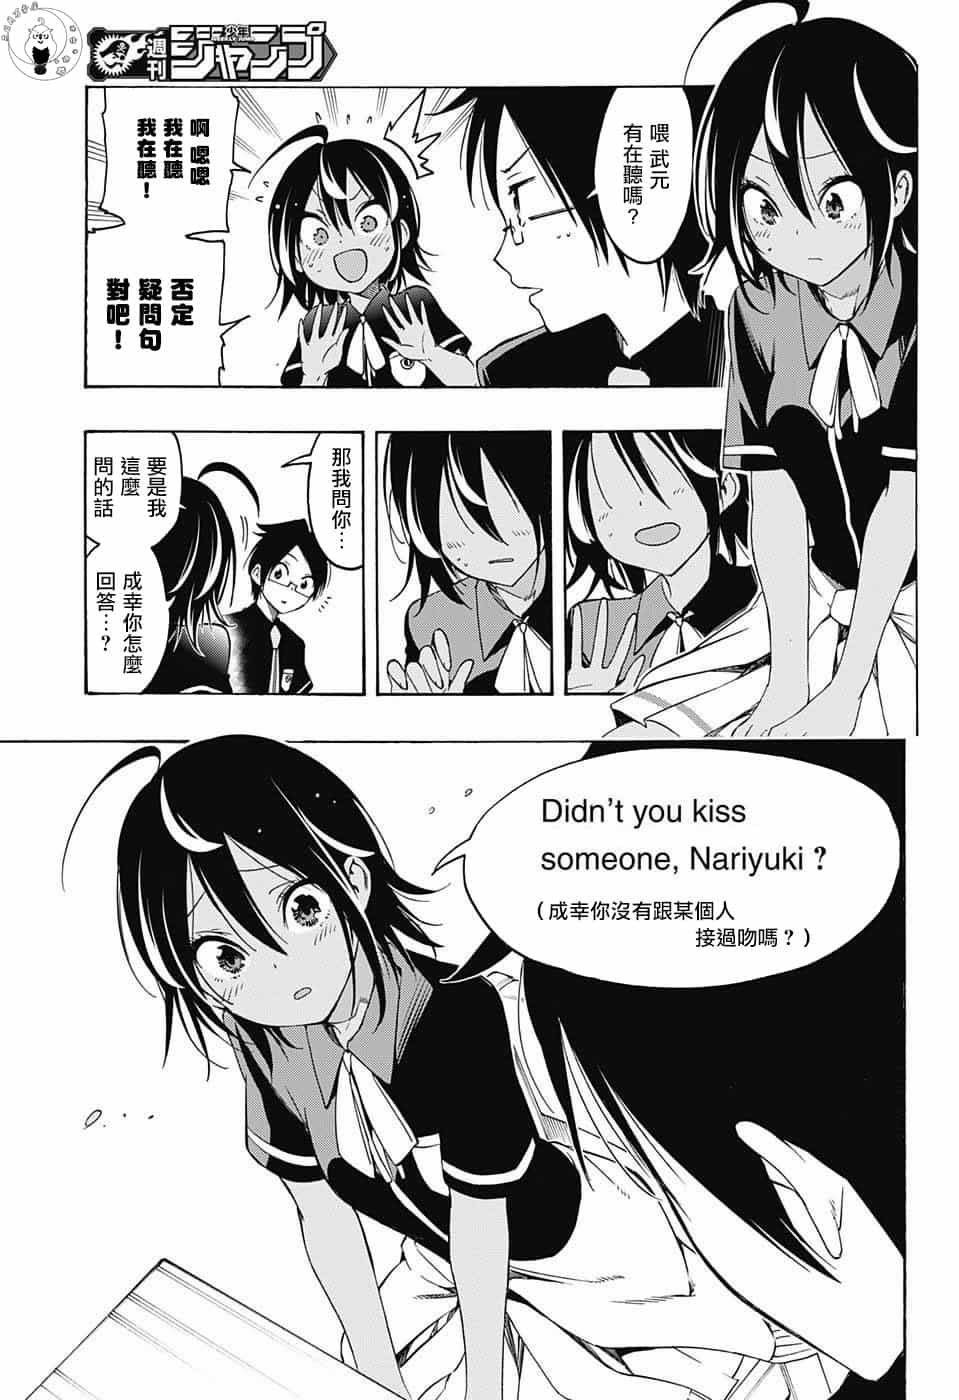 週刊
少年
ジャンプ
喂 武元
有在聽嗎？
啊 嗯嗯
我在聽
我在聽！
否定
疑問句
對吧！
那我問你…
要是我
這麼
問的話
成幸你怎麼
回答…？
Didn't you kiss
someone, Nariyuki ?
（成幸你沒有跟某個人
接過吻嗎？）